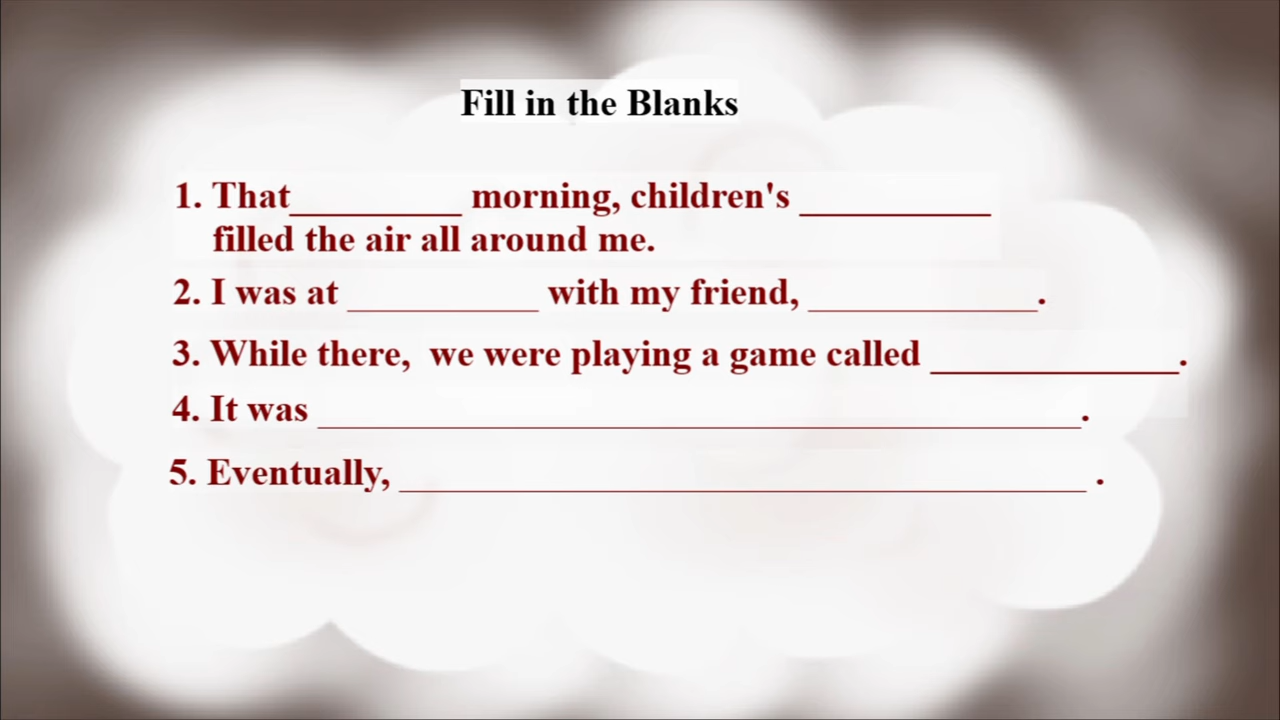 Fill in the Blanks
1. That_________ morning, children's __________
filled the air all around me.
2. I was at __________ with my friend, ____________.
3. While there,  we were playing a game called _____________.
4. It was ________________________________________.
5. Eventually, ____________________________________ .